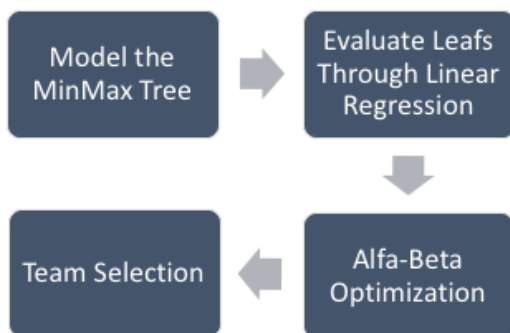 Model the
MinMax Tree
Evaluate Leafs
Through Linear
Regression
Alfa-Beta
Optimization
Team Selection